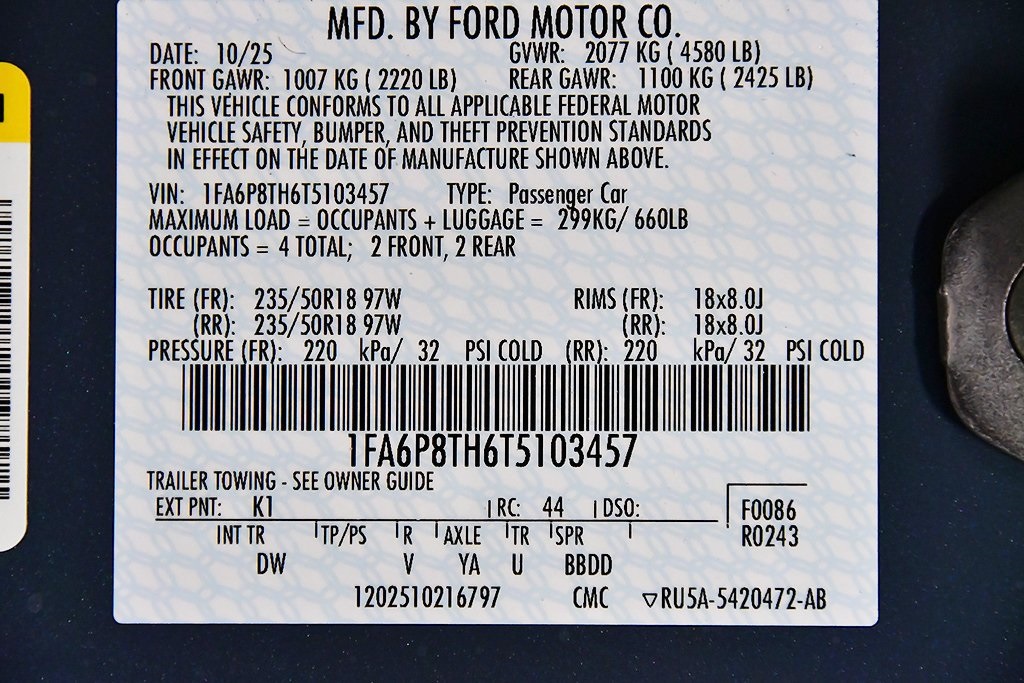 MFD. BY FORD MOTOR CO.
DATE: 10/25 GVWR: 2077 KG ( 4580 LB)
FRONT GAWR: 1007 KG ( 2220 LB) REAR GAWR: 1100 KG ( 2425 LB)
THIS VEHICLE CONFORMS TO ALL APPLICABLE FEDERAL MOTOR
VEHICLE SAFETY, BUMPER, AND THEFT PREVENTION STANDARDS
IN EFFECT ON THE DATE OF MANUFACTURE SHOWN ABOVE.
VIN: 1FA6P8TH6T5103457 TYPE: Passenger Car
MAXIMUM LOAD = OCCUPANTS + LUGGAGE = 299KG/ 660LB
OCCUPANTS = 4 TOTAL; 2 FRONT, 2 REAR
TIRE (FR): 235/50R18 97W RIMS (FR): 18x8.0J
(RR): 235/50R18 97W (RR): 18x8.0J
PRESSURE (FR): 220 kPa/ 32 PSI COLD (RR): 220 kPa/ 32 PSI COLD
1FA6P8TH6T5103457
TRAILER TOWING - SEE OWNER GUIDE
EXT PNT: K1 RC: 44 DSO: F0086
INT TR TP/PS R AXLE TR SPR R0243
DW V YA U BBDD
1202510216797 CMC ▽RU5A-5420472-AB